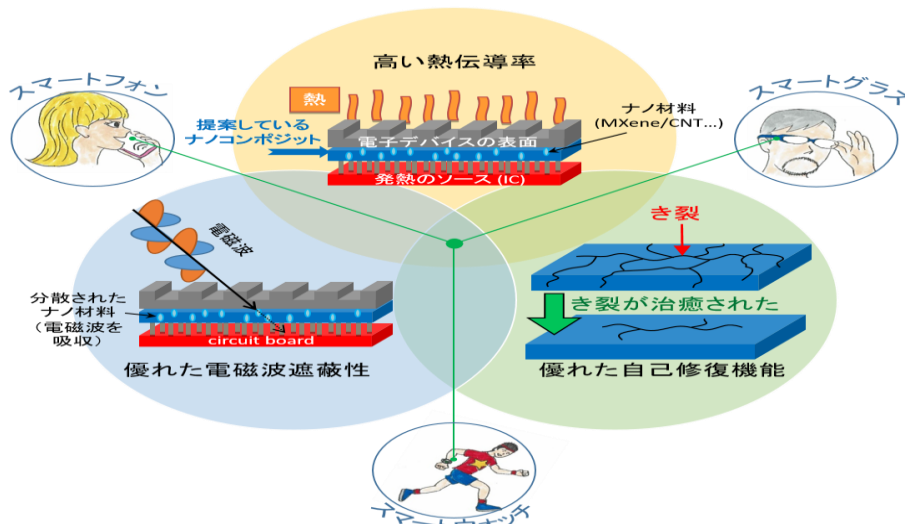 高い熱伝導率
スマートフォン
スマートグラス
熱
ナノ材料
(MXene/CNT...)
提案している
ナノコンポジット
電子デバイスの表面
発熱のソース (IC)
電磁波
き裂
分散された
ナノ材料
（電磁波を
吸収）
き裂が治癒された
circuit board
優れた電磁波遮蔽性
優れた自己修復機能
スマートウォッチ